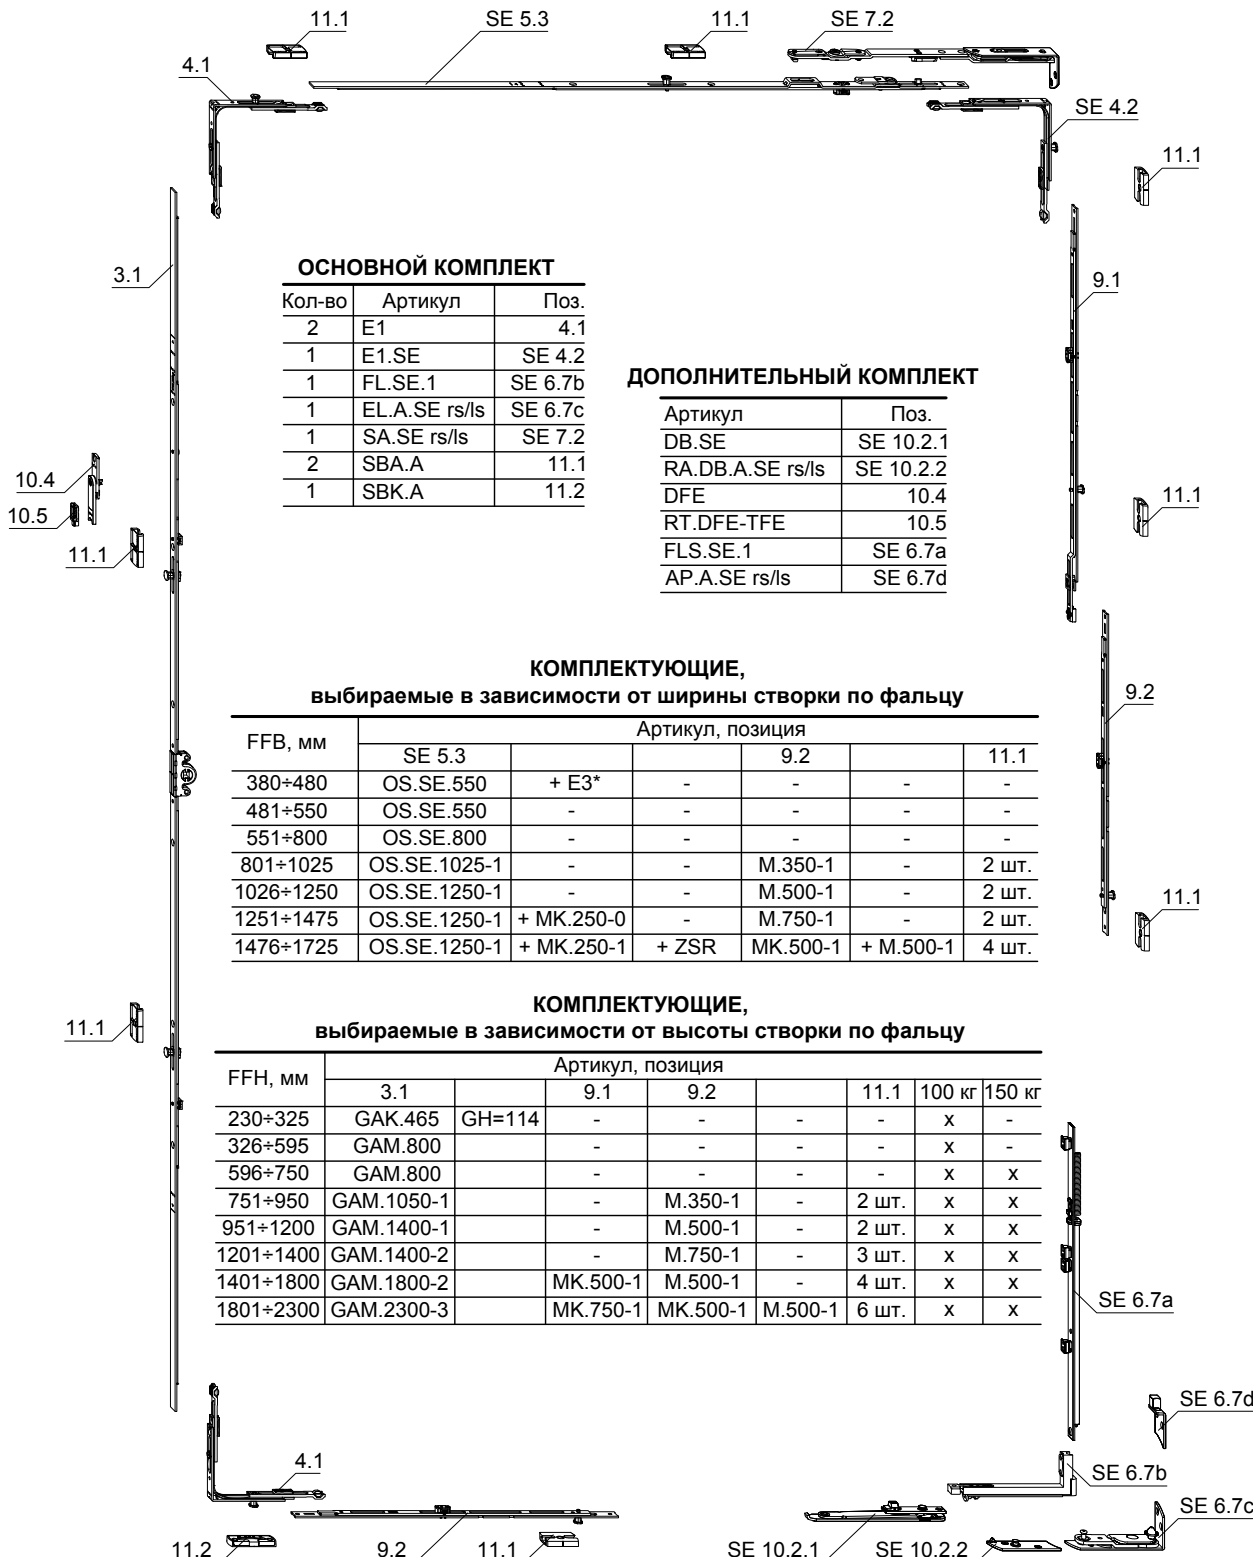 11.1
SE 5.3
11.1
SE 7.2
4.1
SE 4.2
11.1
3.1
9.1
ОСНОВНОЙ КОМПЛЕКТ
Кол-во Артикул Поз.
2 E1 4.1
1 E1.SE SE 4.2
1 FL.SE.1 SE 6.7b
1 EL.A.SE rs/ls SE 6.7c
1 SA.SE rs/ls SE 7.2
2 SBA.A 11.1
1 SBK.A 11.2
ДОПОЛНИТЕЛЬНЫЙ КОМПЛЕКТ
Артикул Поз.
DB.SE SE 10.2.1
RA.DB.A.SE rs/ls SE 10.2.2
DFE 10.4
RT.DFE-TFE 10.5
FLS.SE.1 SE 6.7a
AP.A.SE rs/ls SE 6.7d
10.4
10.5
11.1
11.1
КОМПЛЕКТУЮЩИЕ,
выбираемые в зависимости от ширины створки по фальцу
FFB, мм Артикул, позиция
SE 5.3 9.2 11.1
380÷480 OS.SE.550 + E3* - - - -
481÷550 OS.SE.550 - - - - -
551÷800 OS.SE.800 - - - - -
801÷1025 OS.SE.1025-1 - - M.350-1 - 2 шт.
1026÷1250 OS.SE.1250-1 - - M.500-1 - 2 шт.
1251÷1475 OS.SE.1250-1 + MK.250-0 - M.750-1 - 2 шт.
1476÷1725 OS.SE.1250-1 + MK.250-1 + ZSR MK.500-1 + M.500-1 4 шт.
9.2
11.1
11.1
КОМПЛЕКТУЮЩИЕ,
выбираемые в зависимости от высоты створки по фальцу
FFH, мм Артикул, позиция
3.1 9.1 9.2 11.1 100 кг 150 кг
230÷325 GAK.465 GH=114 - - - - x -
326÷595 GAM.800 - - - - x -
596÷750 GAM.800 - - - - x x
751÷950 GAM.1050-1 - M.350-1 - 2 шт. x x
951÷1200 GAM.1400-1 - M.500-1 - 2 шт. x x
1201÷1400 GAM.1400-2 - M.750-1 - 3 шт. x x
1401÷1800 GAM.1800-2 MK.500-1 M.500-1 - 4 шт. x x
1801÷2300 GAM.2300-3 MK.750-1 MK.500-1 M.500-1 6 шт. x x
SE 6.7a
SE 6.7d
4.1
SE 6.7b
SE 6.7c
11.2
9.2
11.1
SE 10.2.1
SE 10.2.2